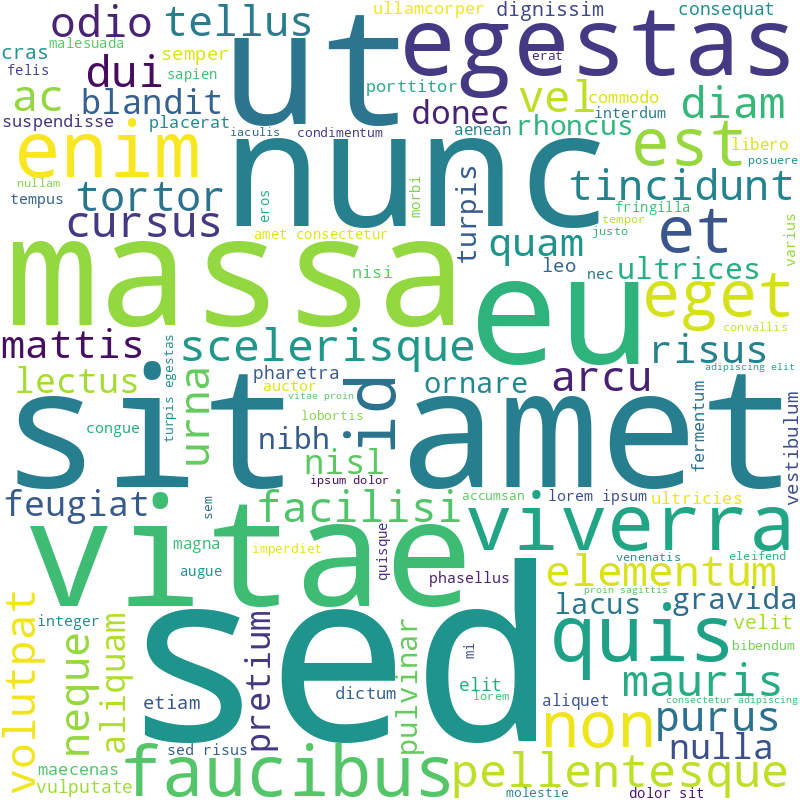 ullamcorper
dignissim
consequat
odio
tellus
ut
egestas
malesuada
cras
semper
erat
felis
dui
sapien
porttitor
ac
blandit
donec
vel
commodo
diam
interdum
suspendisse
placerat
iaculis
condimentum
aenean
rhoncus
est
libero
enim
nunc
posuere
nullam
tempus
tortor
eros
morbi
turpis
tincidunt
fringilla
cursus
tempor
et
varius
amet consectetur
quam
justo
massa
nisi
leo
nec
ultrices
eu
eget
convallis
mattis
turpis egestas
scelerisque
risus
adipiscing elit
lectus
urna
pharetra
auctor
id
ornare
arcu
vitae proin
fermentum
vestibulum
sit amet
lobortis
congue
nibh
nisl
ipsum dolor
feugiat
sem
facilisi
accumsan
lorem ipsum
ultricies
vitae
viverra
magna
imperdiet
quisque
venenatis
eleifend
augue
phasellus
elementum
proin sagittis
volutpat
integer
neque
aliquam
sed
pretium
pulvinar
mi
lacus
gravida
quis
velit
bibendum
etiam
dictum
elit
lorem
aliquet
mauris
consectetur adipiscing
non
purus
sed risus
nulla
maecenas
vulputate
faucibus
pellentesque
molestie
dolor sit